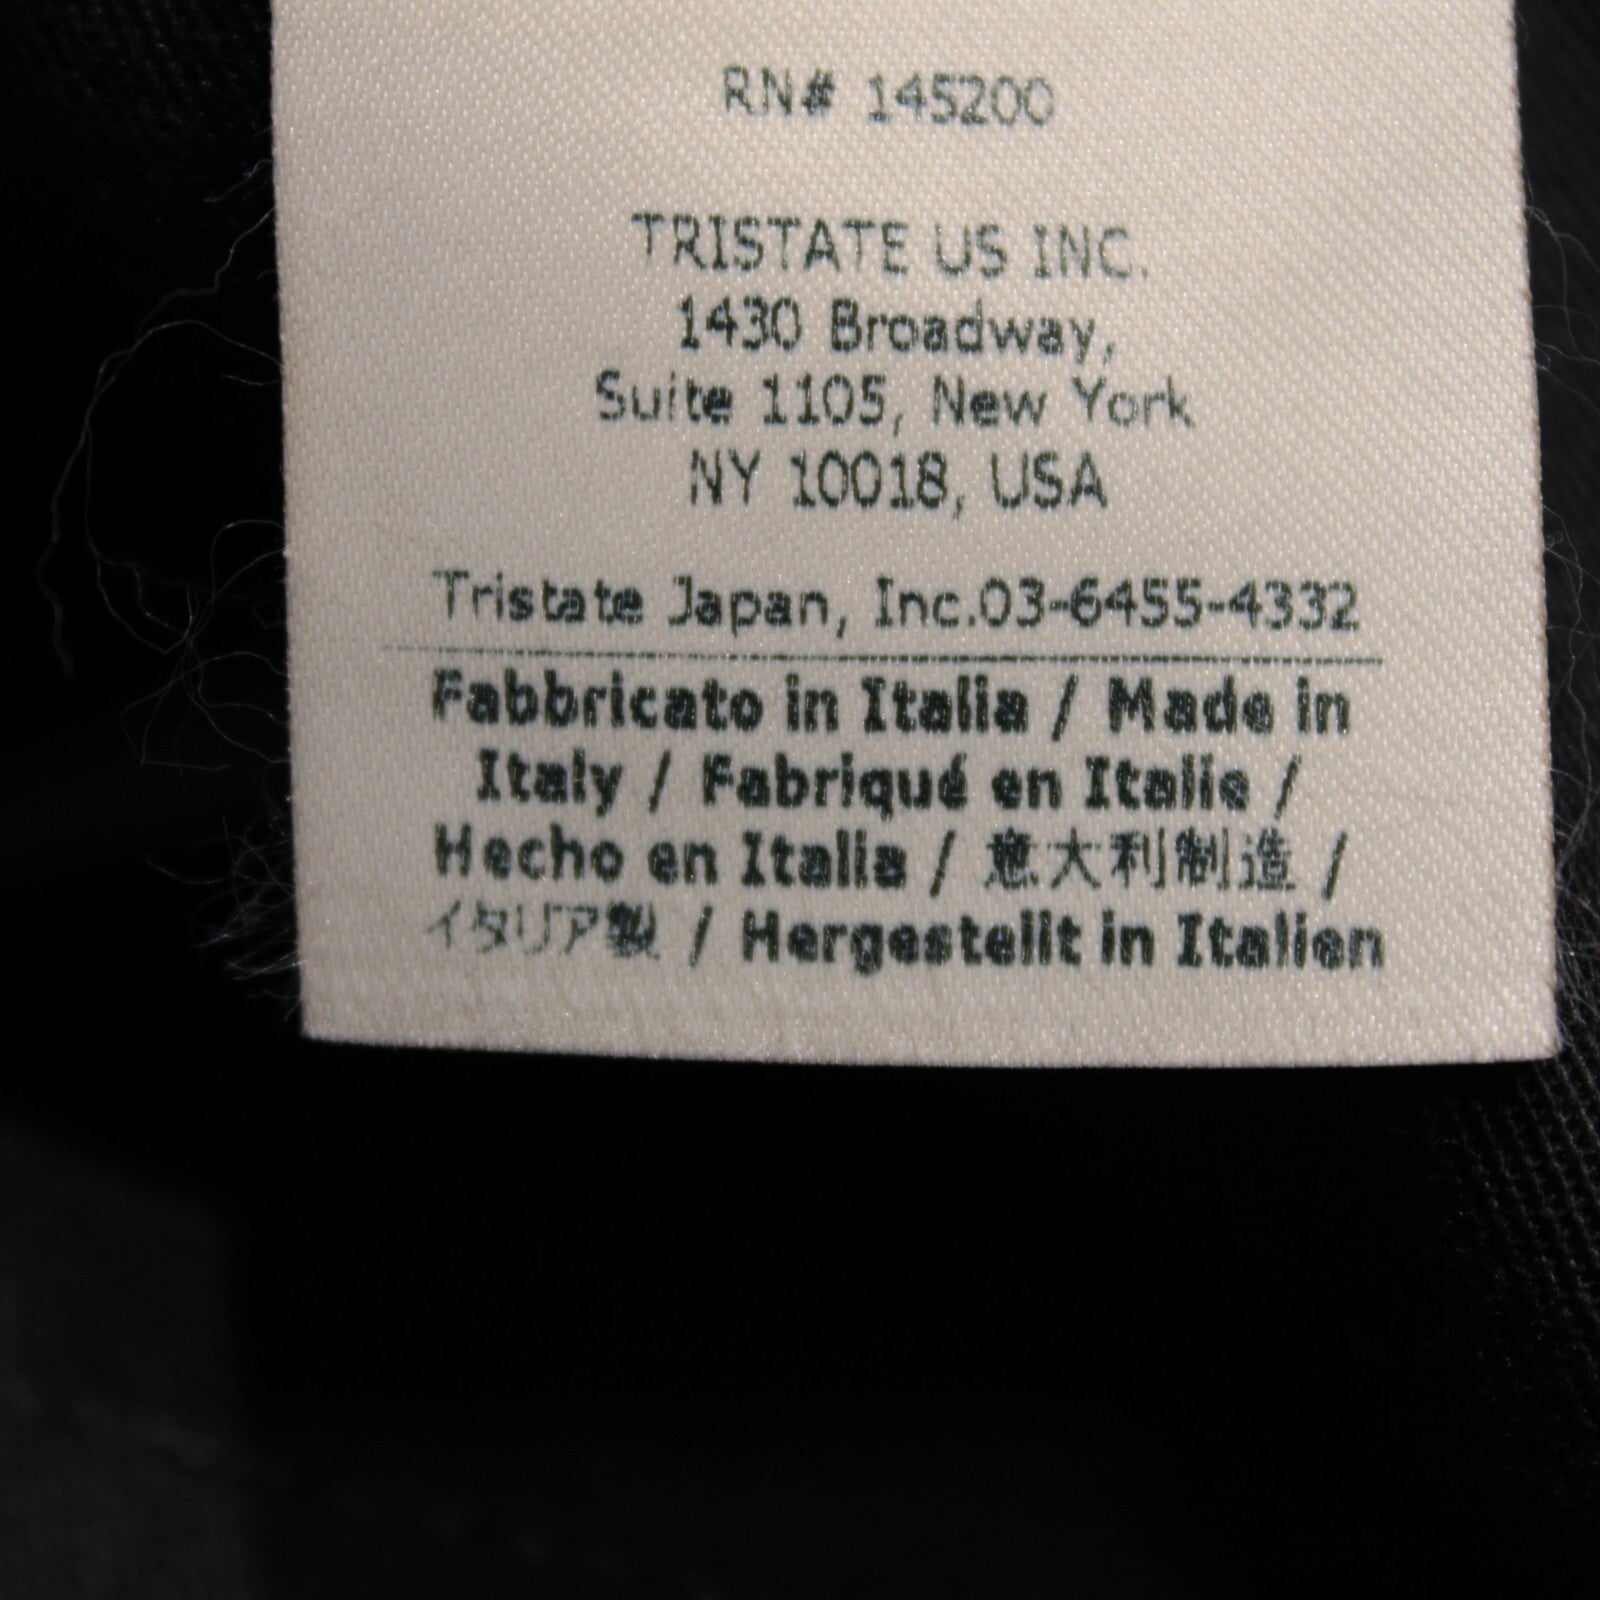 RN# 145200
TRISTATE US INC.
1430 Broadway,
Suite 1105, New York
NY 10018, USA
Tristate Japan, Inc.03-6455-4332
Fabbricato in Italia / Made in
Italy / Fabriqué en Italie /
Hecho en Italia / 意大利制造 /
イタリア製 / Hergestellt in Italien